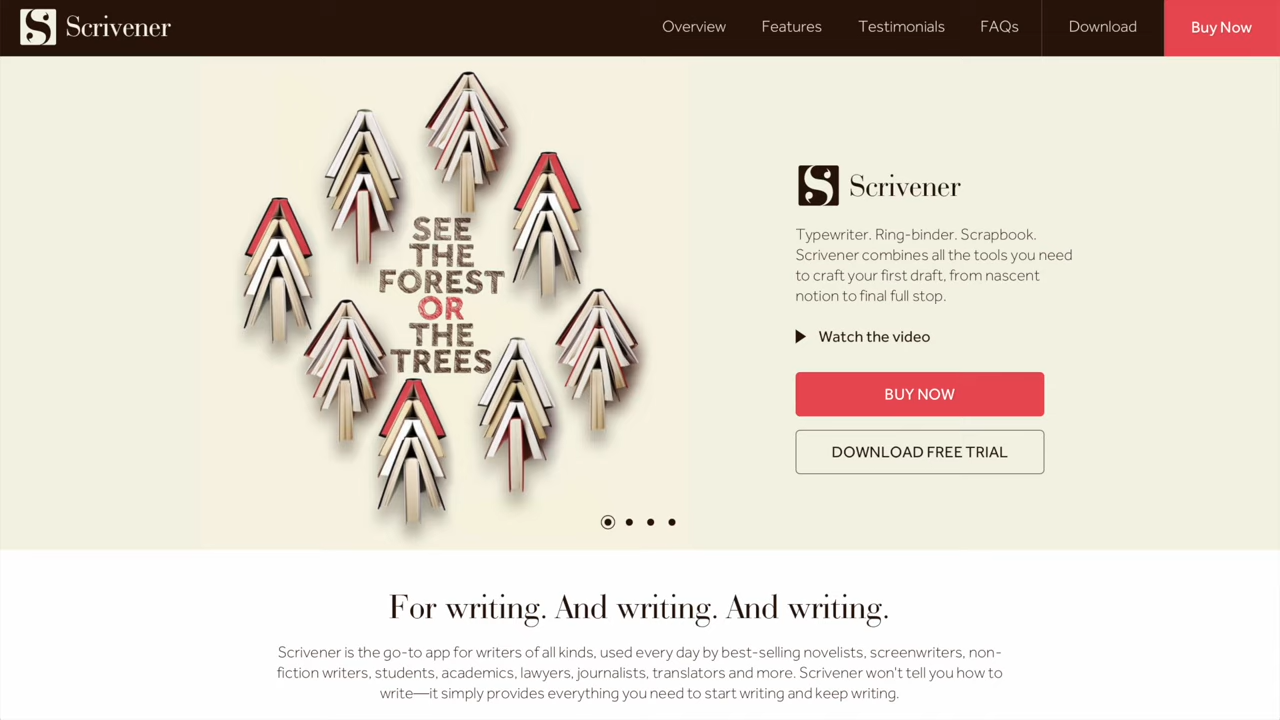 Scrivener
Overview
Features
Testimonials
FAQs
Download
Buy Now
SEE
THE
FOREST
OR
THE
TREES
Scrivener
Typewriter. Ring-binder. Scrapbook.
Scrivener combines all the tools you need
to craft your first draft, from nascent
notion to final full stop.
Watch the video
BUY NOW
DOWNLOAD FREE TRIAL
For writing. And writing. And writing.
Scrivener is the go-to app for writers of all kinds, used every day by best-selling novelists, screenwriters, non-
fiction writers, students, academics, lawyers, journalists, translators and more. Scrivener won't tell you how to
write—it simply provides everything you need to start writing and keep writing.